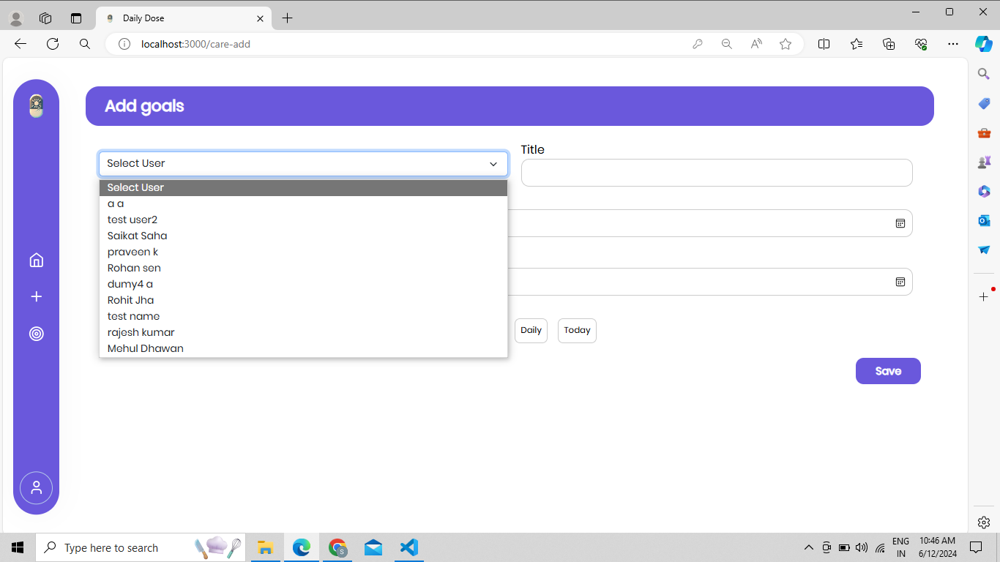 Daily Dose
localhost:3000/care-add
Add goals
Select User
Title
Select User
a a
test user2
Saikat Saha
praveen k
Rohan sen
dumy4 a
Rohit Jha
test name
rajesh kumar
Mehul Dhawan
Daily
Today
Save
Type here to search
S
ENG
IN
10:46 AM
6/12/2024